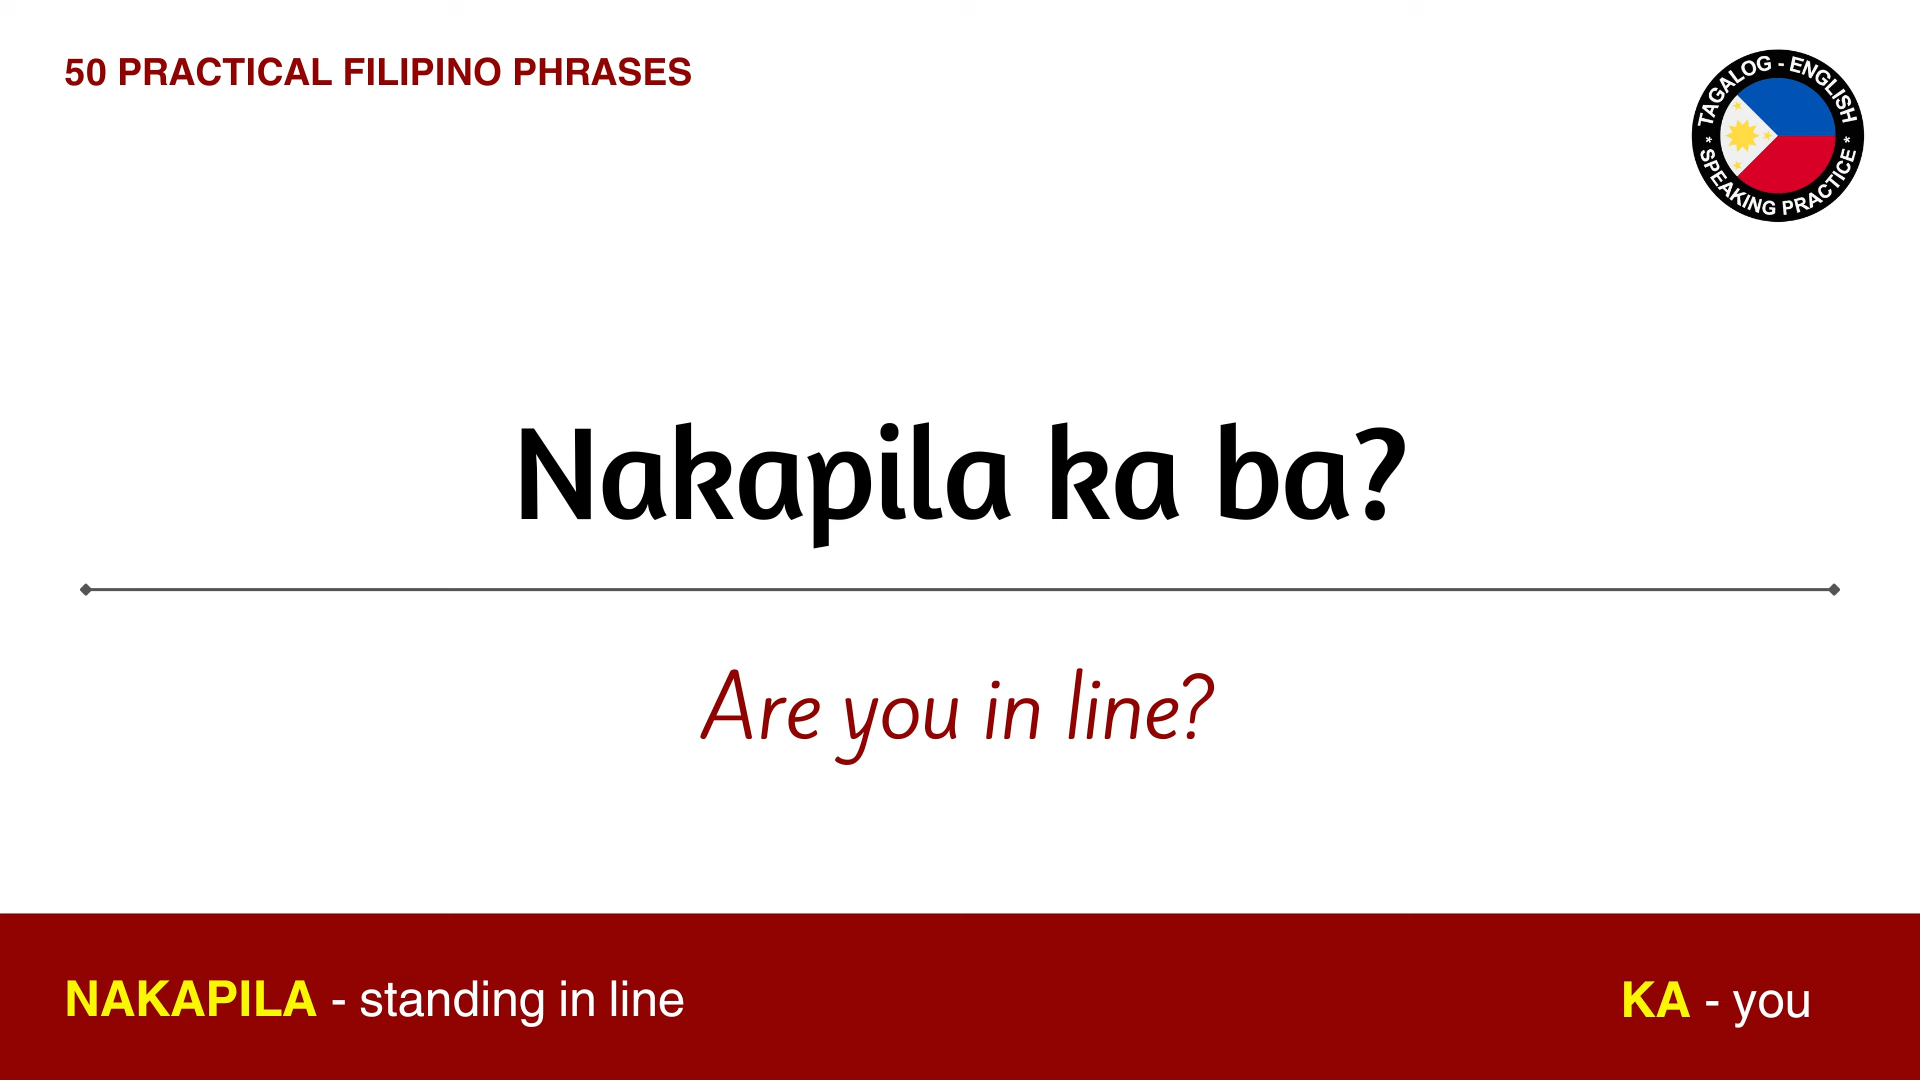 50 PRACTICAL FILIPINO PHRASES
TAGALOG - ENGLISH
* SPEAKING PRACTICE *
Nakapila ka ba?
Are you in line?
NAKAPILA - standing in line
KA - you